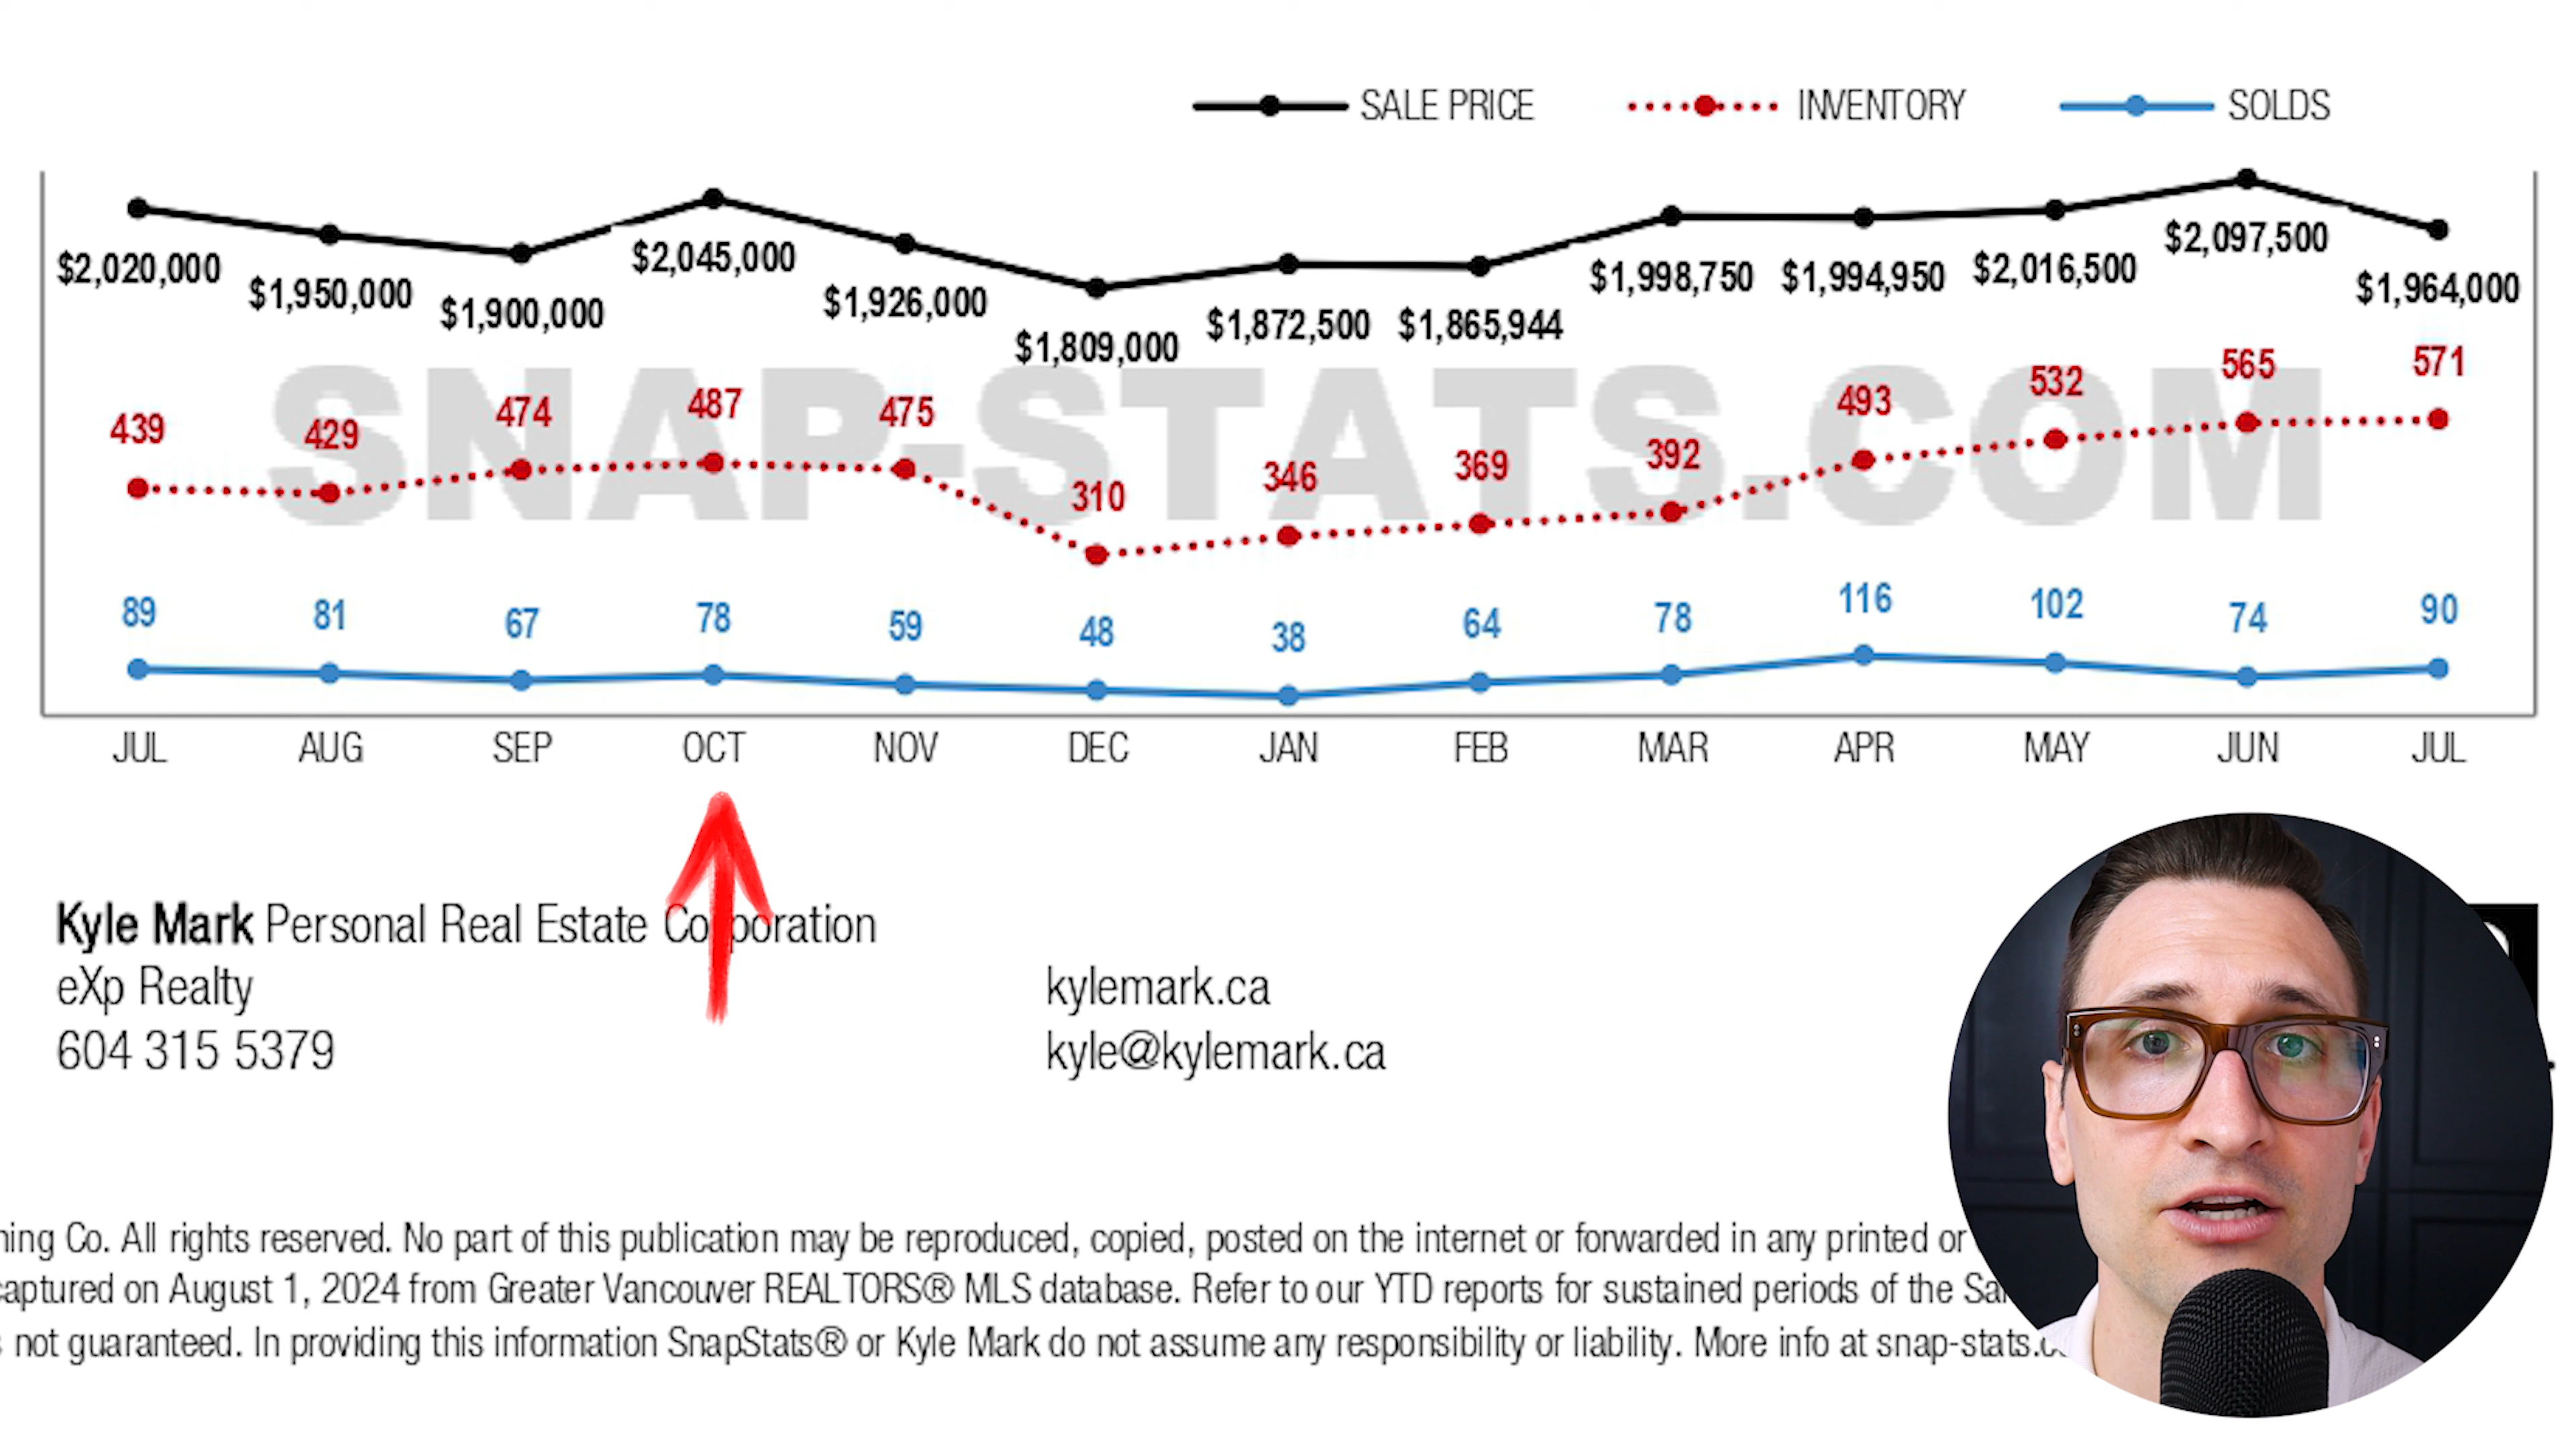 SALE PRICE INVENTORY SOLDS
$2,020,000 $1,950,000 $1,900,000 $2,045,000 $1,926,000 $1,809,000 $1,872,500 $1,865,944 $1,998,750 $1,994,950 $2,016,500 $2,097,500 $1,964,000
SNAP-STATS.COM
439 429 474 487 475 310 346 369 392 493 532 565 571
89 81 67 78 59 48 38 64 78 116 102 74 90
JUL AUG SEP OCT NOV DEC JAN FEB MAR APR MAY JUN JUL
Kyle Mark Personal Real Estate Corporation
eXp Realty kylemark.ca
604 315 5379 kyle@kylemark.ca
Co. All rights reserved. No part of this publication may be reproduced, copied, posted on the internet or forwarded in any printed or
captured on August 1, 2024 from Greater Vancouver REALTORS® MLS database. Refer to our YTD reports for sustained periods of the
not guaranteed. In providing this information SnapStats® or Kyle Mark do not assume any responsibility or liability. More info at